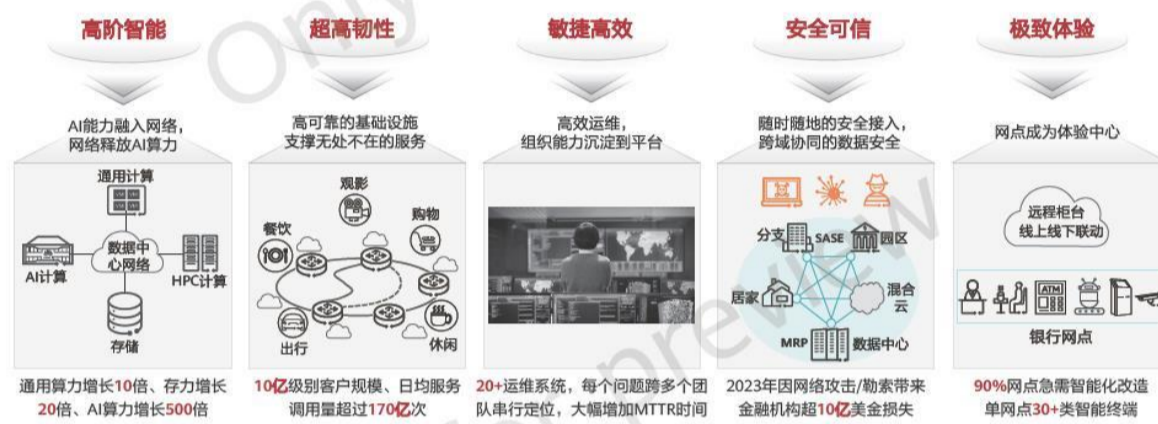 高阶智能
AI能力融入网络，
网络释放AI算力
通用计算
AI计算
数据中
心网络
HPC计算
存储
通用算力增长10倍、存力增长
20倍、AI算力增长500倍
超高韧性
高可靠的基础设施
支撑无处不在的服务
观影
购物
餐饮
出行
休闲
10亿级别客户规模、日均服务
调用量超过170亿次
敏捷高效
高效运维，
组织能力沉淀到平台
20+运维系统，每个问题跨多个团
队串行定位，大幅增加MTTR时间
安全可信
随时随地的安全接入，
跨域协同的数据安全
分支
SASE
园区
居家
混合
云
MRP
数据中心
2023年因网络攻击/勒索带来
金融机构超10亿美金损失
极致体验
网点成为体验中心
远程柜台
线上线下联动
ATM
银行网点
90%网点急需智能化改造
单网点30+类智能终端
Only
for preview